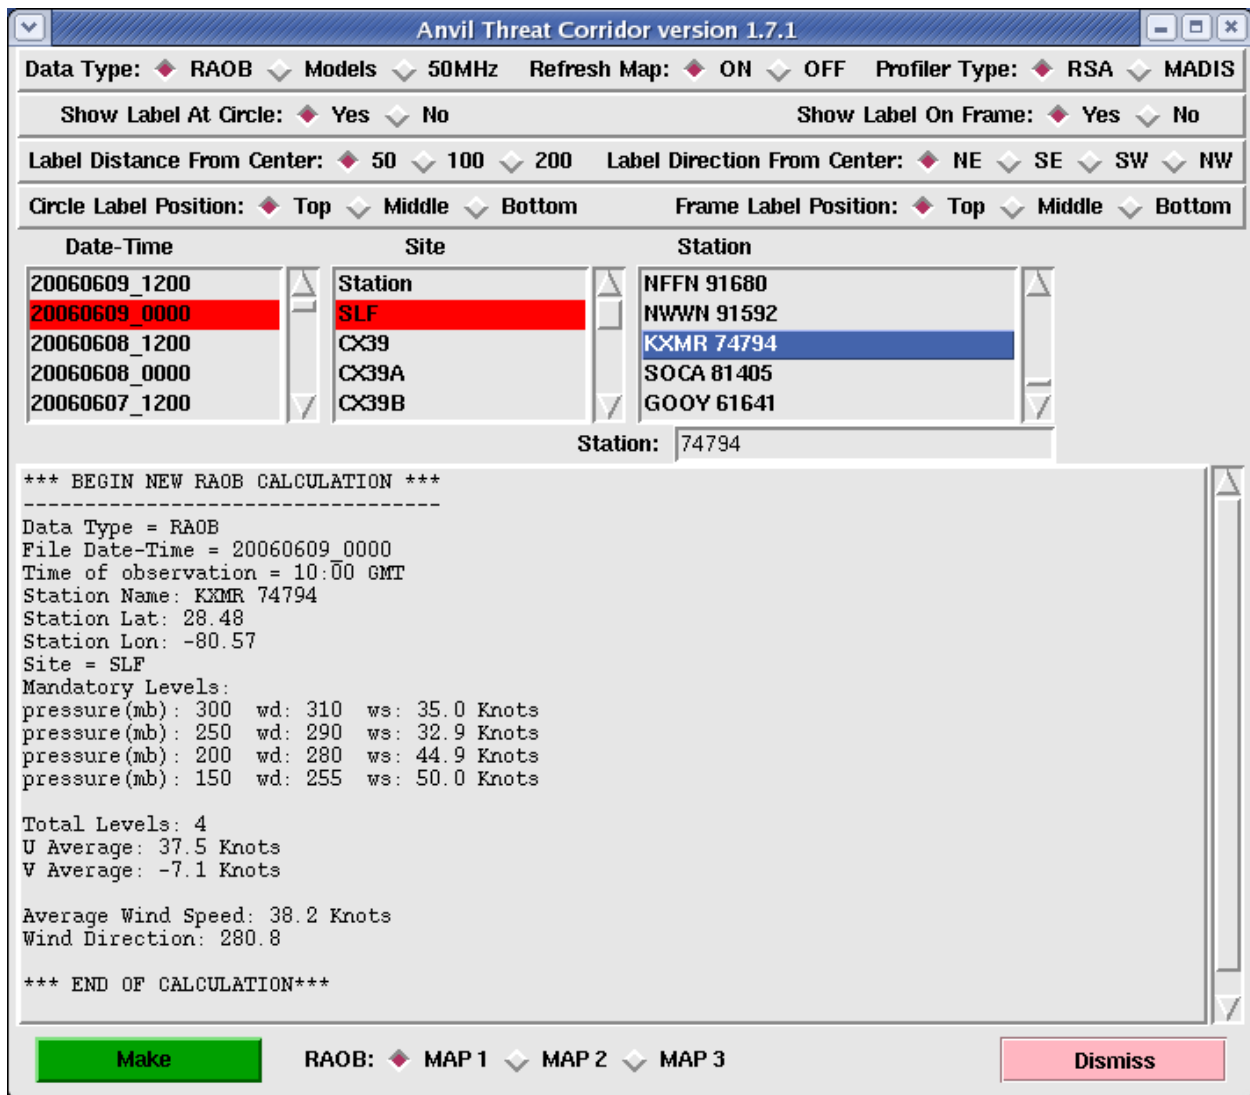 Anvil Threat Corridor version 1.7.1
Data Type: RAOB Models 50MHz Refresh Map: ON OFF Profiler Type: RSA MADIS
Show Label At Circle: Yes No Show Label On Frame: Yes No
Label Distance From Center: 50 100 200 Label Direction From Center: NE SE SW NW
Circle Label Position: Top Middle Bottom Frame Label Position: Top Middle Bottom
Date-Time Site Station
20060609_1200 Station NFFN 91680
20060609_0000 SLF NWWN 91592
20060608_1200 CX39 KXMR 74794
20060608_0000 CX39A SOCA 81405
20060607_1200 CX39B GOOY 61641
Station: 74794
*** BEGIN NEW RAOB CALCULATION ***
----------------------------------
Data Type = RAOB
File Date-Time = 20060609_0000
Time of observation = 10:00 GMT
Station Name: KXMR 74794
Station Lat: 28.48
Station Lon: -80.57
Site = SLF
Mandatory Levels:
pressure(mb): 300 wd: 310 ws: 35.0 Knots
pressure(mb): 250 wd: 290 ws: 32.9 Knots
pressure(mb): 200 wd: 280 ws: 44.9 Knots
pressure(mb): 150 wd: 255 ws: 50.0 Knots
Total Levels: 4
U Average: 37.5 Knots
V Average: -7.1 Knots
Average Wind Speed: 38.2 Knots
Wind Direction: 280.8
*** END OF CALCULATION***
Make RAOB: MAP 1 MAP 2 MAP 3 Dismiss